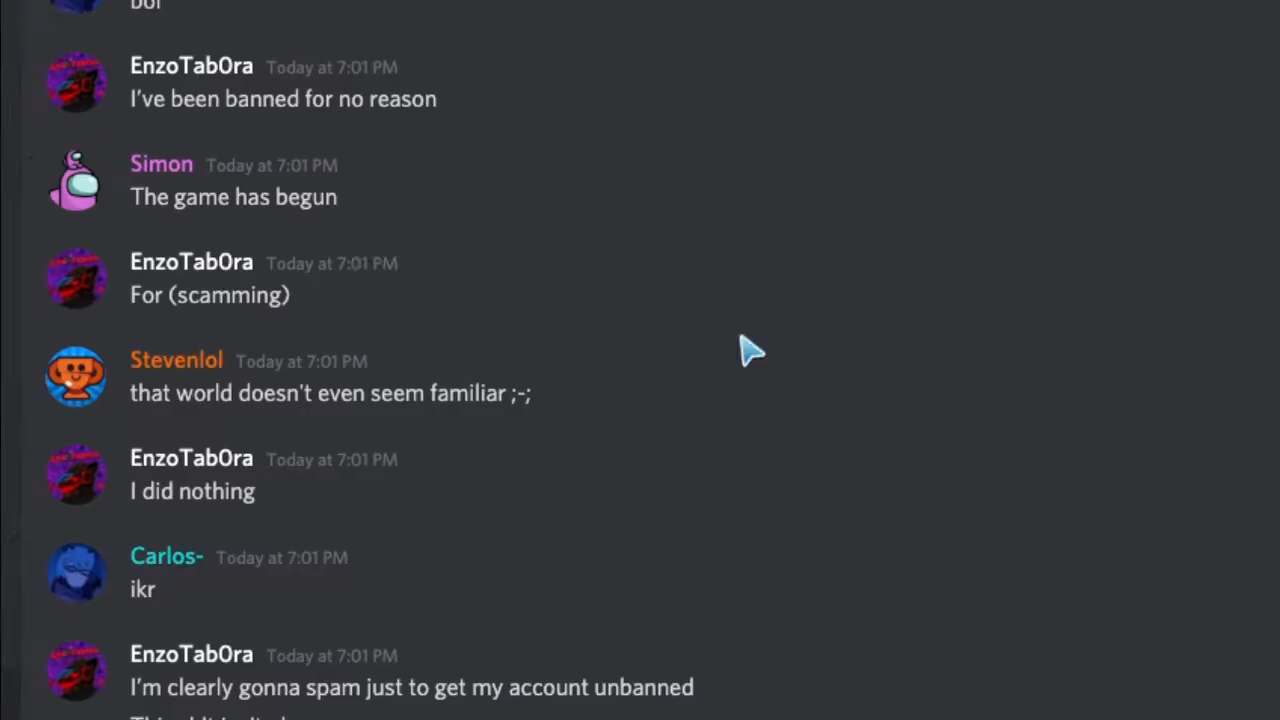 EnzoTab0ra Today at 7:01 PM
I've been banned for no reason
Simon Today at 7:01 PM
The game has begun
EnzoTab0ra Today at 7:01 PM
For (scamming)
Stevenlol Today at 7:01 PM
that world doesn't even seem familiar ;-;
EnzoTab0ra Today at 7:01 PM
I did nothing
Carlos- Today at 7:01 PM
ikr
EnzoTab0ra Today at 7:01 PM
I'm clearly gonna spam just to get my account unbanned